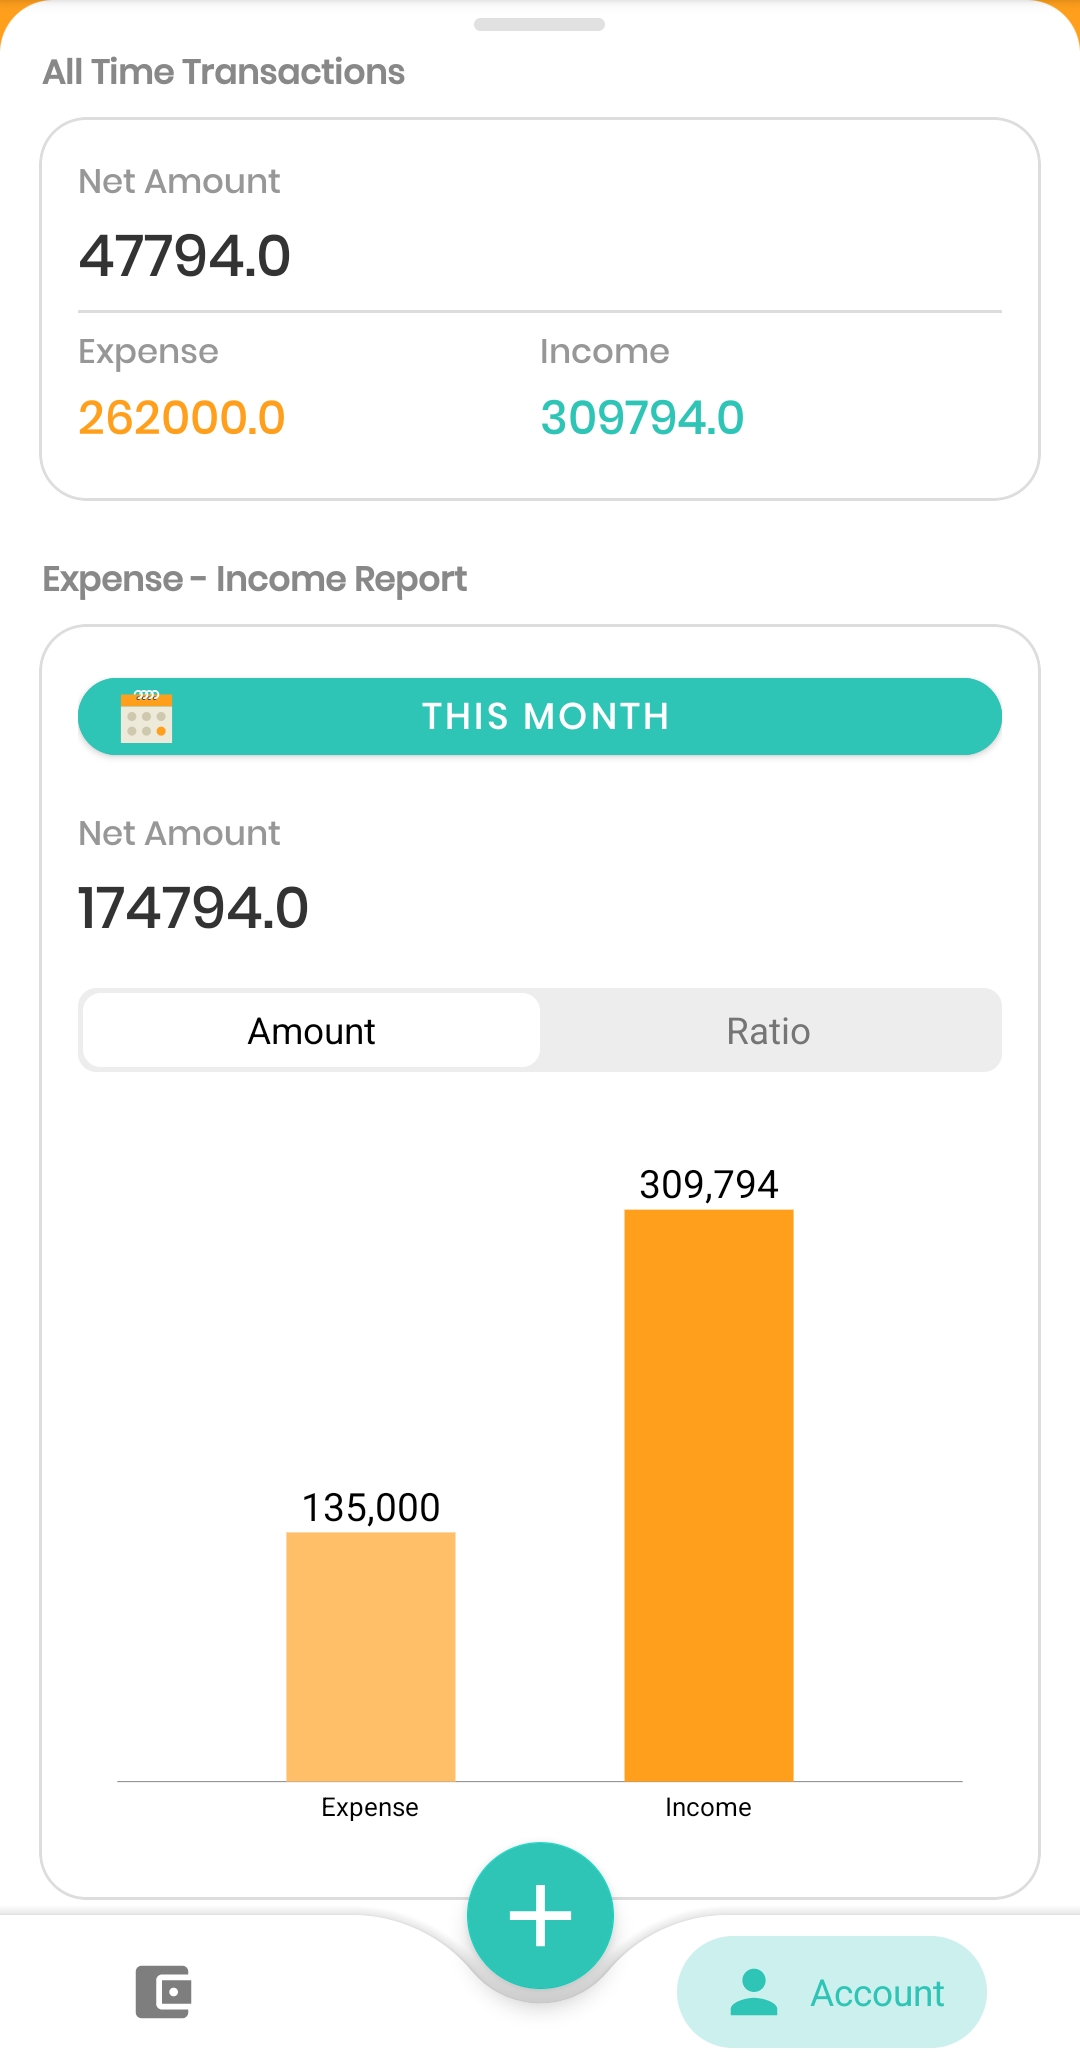 All Time Transactions
Net Amount
47794.0
Expense Income
262000.0 309794.0
Expense - Income Report
THIS MONTH
Net Amount
174794.0
Amount Ratio
309,794
135,000
Expense Income
Account